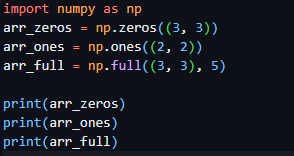 import numpy as np
arr_zeros = np.zeros((3, 3))
arr_ones = np.ones((2, 2))
arr_full = np.full((3, 3), 5)
print(arr_zeros)
print(arr_ones)
print(arr_full)